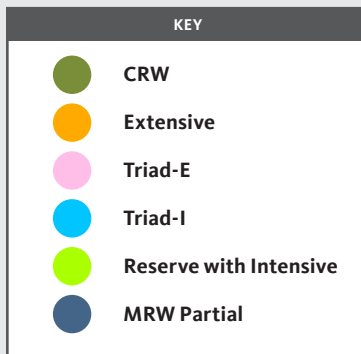 KEY
CRW
Extensive
Triad-E
Triad-I
Reserve with Intensive
MRW Partial